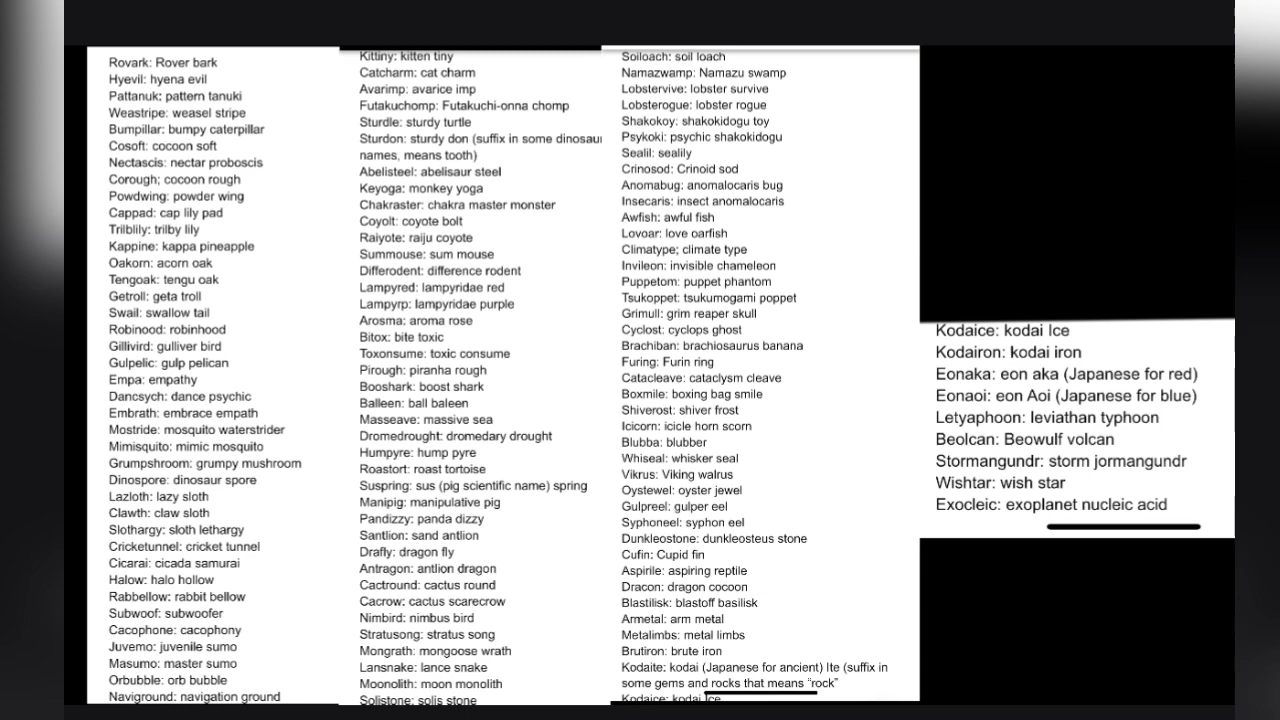 Rovark: Rover bark
Hyevil: hyena evil
Pattanuk: pattern tanuki
Weastripe: weasel stripe
Bumpillar: bumpy caterpillar
Cosoft: cocoon soft
Nectascis: nectar proboscis
Corough; cocoon rough
Powdwing: powder wing
Cappad: cap lily pad
Trilblily: trilby lily
Kappine: kappa pineapple
Oakorn: acorn oak
Tengoak: tengu oak
Getroll: geta troll
Swail: swallow tail
Robinood: robinhood
Gillivird: gulliver bird
Gulpelic: gulp pelican
Empa: empathy
Dancsych: dance psychic
Embrath: embrace empath
Mostride: mosquito waterstrider
Mimisquito: mimic mosquito
Grumpshroom: grumpy mushroom
Dinospore: dinosaur spore
Lazloth: lazy sloth
Clawth: claw sloth
Slothargy: sloth lethargy
Cricketunnel: cricket tunnel
Cicarai: cicada samurai
Halow: halo hollow
Rabbellow: rabbit bellow
Subwoof: subwoofer
Cacophone: cacophony
Juvemo: juvenile sumo
Masumo: master sumo
Orbubble: orb bubble
Naviground: navigation ground
Kittiny: kitten tiny
Catcharm: cat charm
Avarimp: avarice imp
Futakuchomp: Futakuchi-onna chomp
Sturdle: sturdy turtle
Sturdon: sturdy don (suffix in some dinosaur
names, means tooth)
Abelisteel: abelisaur steel
Keyoga: monkey yoga
Chakraster: chakra master monster
Coyolt: coyote bolt
Raiyote: raiju coyote
Summouse: sum mouse
Differodent: difference rodent
Lampyred: lampyridae red
Lampyrp: lampyridae purple
Arosma: aroma rose
Bitox: bite toxic
Toxonsume: toxic consume
Pirough: piranha rough
Booshark: boost shark
Balleen: ball baleen
Masseave: massive sea
Dromedrought: dromedary drought
Humpyre: hump pyre
Roastort: roast tortoise
Suspring: sus (pig scientific name) spring
Manipig: manipulative pig
Pandizzy: panda dizzy
Santlion: sand antlion
Drafly: dragon fly
Antragon: antlion dragon
Cactround: cactus round
Cacrow: cactus scarecrow
Nimbird: nimbus bird
Stratusong: stratus song
Mongrath: mongoose wrath
Lansnake: lance snake
Moonolith: moon monolith
Solistone: solis stone
Soiloach: soil loach
Namazwamp: Namazu swamp
Lobstervive: lobster survive
Lobsterogue: lobster rogue
Shakokoy: shakokidogu toy
Psykoki: psychic shakokidogu
Sealil: sealily
Crinosod: Crinoid sod
Anomabug: anomalocaris bug
Insecaris: insect anomalocaris
Awfish: awful fish
Lovoar: love oarfish
Climatype; climate type
Invileon: invisible chameleon
Puppetom: puppet phantom
Tsukoppet: tsukumogami poppet
Grimull: grim reaper skull
Cyclost: cyclops ghost
Brachiban: brachiosaurus banana
Furing: Furin ring
Catacleave: cataclysm cleave
Boxmile: boxing bag smile
Shiverost: shiver frost
Icicorn: icicle horn scorn
Blubba: blubber
Whiseal: whisker seal
Vikrus: Viking walrus
Oystewel: oyster jewel
Gulpreel: gulper eel
Syphoneel: syphon eel
Dunkleostone: dunkleosteus stone
Cufin: Cupid fin
Aspirile: aspiring reptile
Dracon: dragon cocoon
Blastilisk: blastoff basilisk
Armetal: arm metal
Metalimbs: metal limbs
Brutiron: brute iron
Kodaite: kodai (Japanese for ancient) Ite (suffix in
some gems and rocks that means “rock”
Kodaice: kodai Ice
Kodaice: kodai Ice
Kodairon: kodai iron
Eonaka: eon aka (Japanese for red)
Eonaoi: eon Aoi (Japanese for blue)
Letyaphoon: leviathan typhoon
Beolcan: Beowulf volcan
Stormangundr: storm jormangundr
Wishtar: wish star
Exocleic: exoplanet nucleic acid